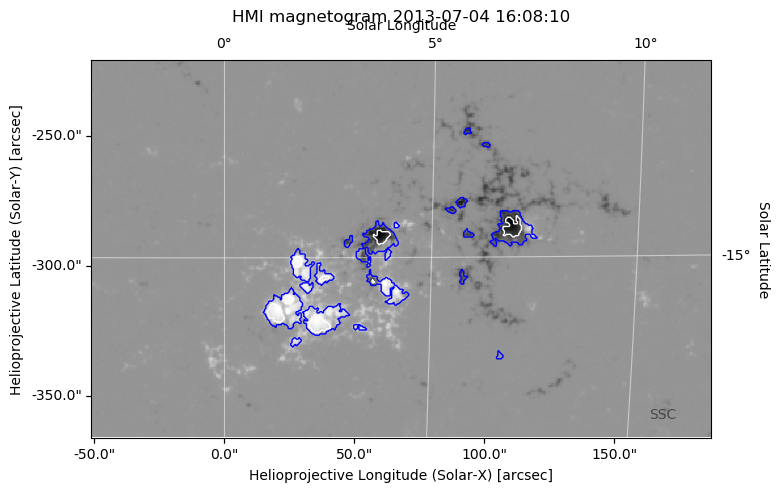 HMI magnetogram 2013-07-04 16:08:10
Solar Longitude
0° 5° 10°
-250.0"
-300.0"
-350.0"
Helioprojective Latitude (Solar-Y) [arcsec]
-15°
Solar Latitude
SSC
-50.0" 0.0" 50.0" 100.0" 150.0"
Helioprojective Longitude (Solar-X) [arcsec]